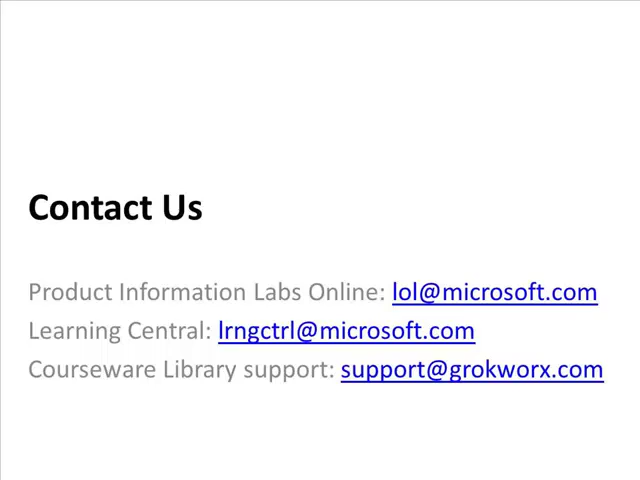 Contact Us
Product Information Labs Online: lol@microsoft.com
Learning Central: lrngctrl@microsoft.com
Courseware Library support: support@grokworx.com